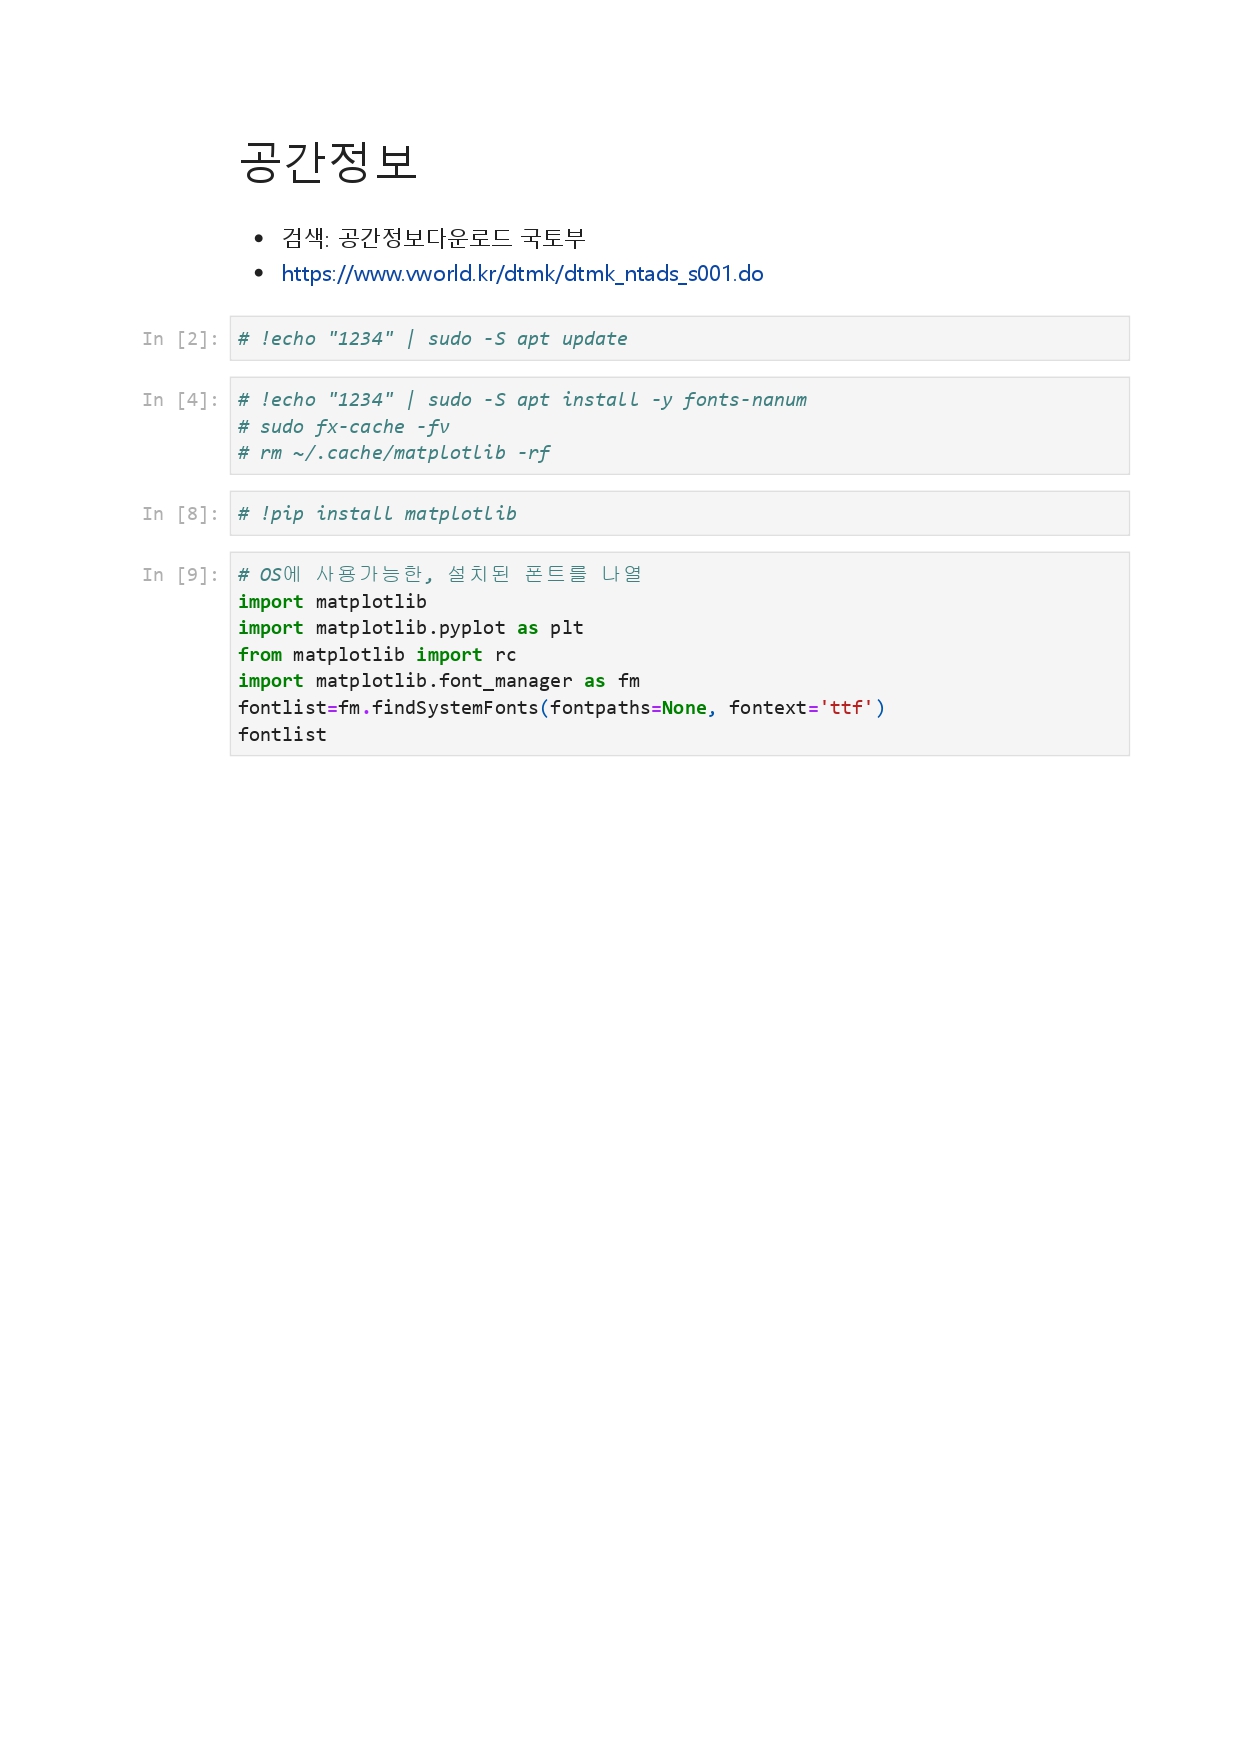 공간정보
• 검색: 공간정보다운로드 국토부
• https://www.vworld.kr/dtmk/dtmk_ntads_s001.do
In [2]: # !echo "1234" | sudo -S apt update
In [4]: # !echo "1234" | sudo -S apt install -y fonts-nanum
# sudo fx-cache -fv
# rm ~/.cache/matplotlib -rf
In [8]: # !pip install matplotlib
In [9]: # OS에 사용가능한, 설치된 폰트를 나열
import matplotlib
import matplotlib.pyplot as plt
from matplotlib import rc
import matplotlib.font_manager as fm
fontlist=fm.findSystemFonts(fontpaths=None, fontext='ttf')
fontlist